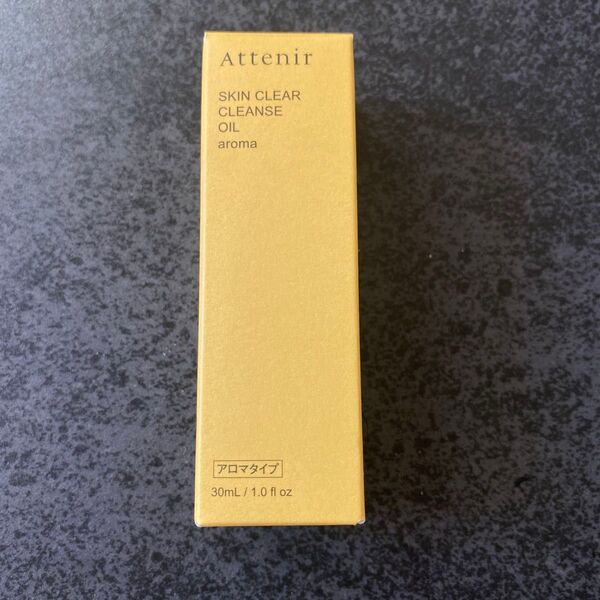 Attenir
SKIN CLEAR
CLEANSE
OIL
aroma
アロマタイプ
30mL / 1.0 fl oz